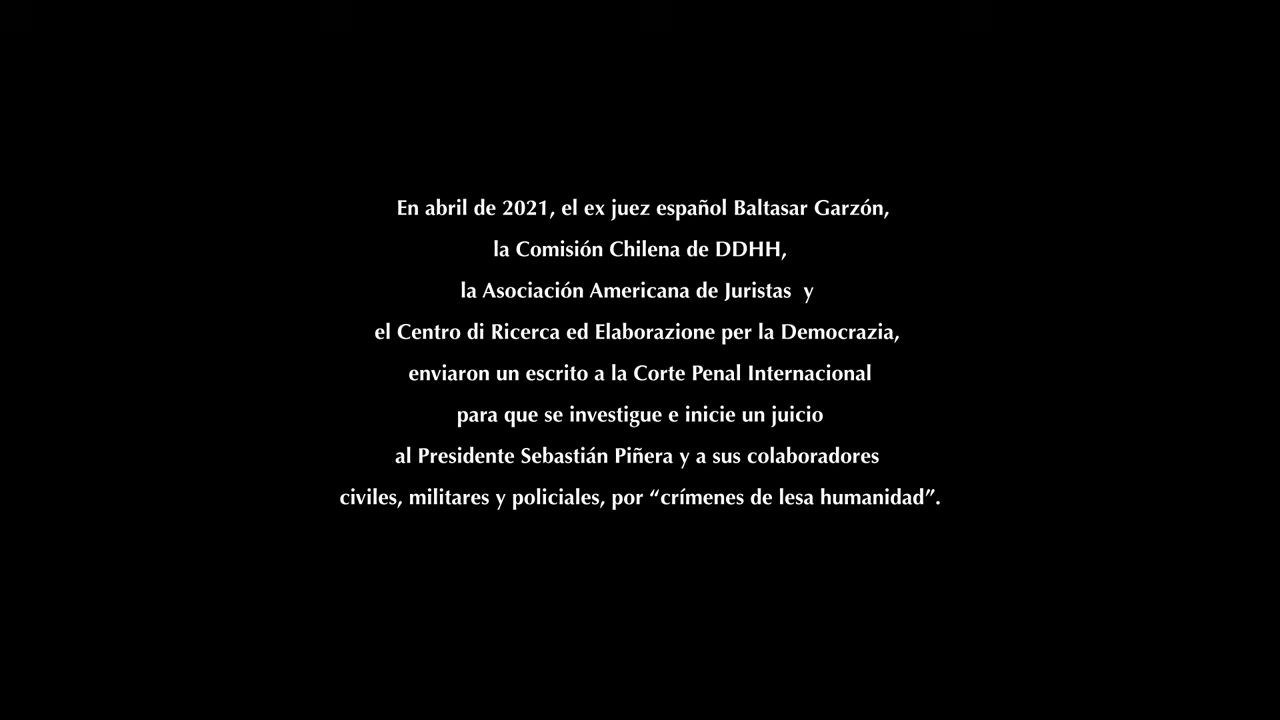 En abril de 2021, el ex juez español Baltasar Garzón,
la Comisión Chilena de DDHH,
la Asociación Americana de Juristas  y
el Centro di Ricerca ed Elaborazione per la Democrazia,
enviaron un escrito a la Corte Penal Internacional
para que se investigue e inicie un juicio
al Presidente Sebastián Piñera y a sus colaboradores
civiles, militares y policiales, por “crímenes de lesa humanidad”.